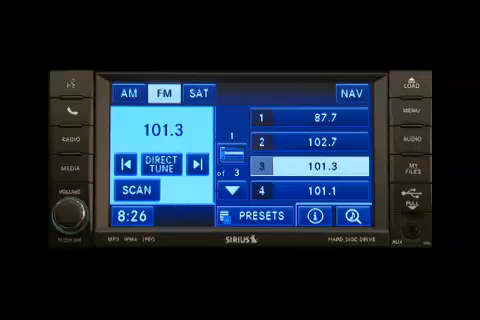 AM FM SAT NAV
LOAD
1 87.7
MENU
101.3
1
2 102.7
RADIO
AUDIO
DIRECT TUNE
3 101.3
MEDIA
of 3
MY FILES
SCAN
4 101.1
VOLUME
PULL
8:26
PRESETS
MP3 WMA JPEG
SIRIUS
HARD DISC DRIVE
AUX